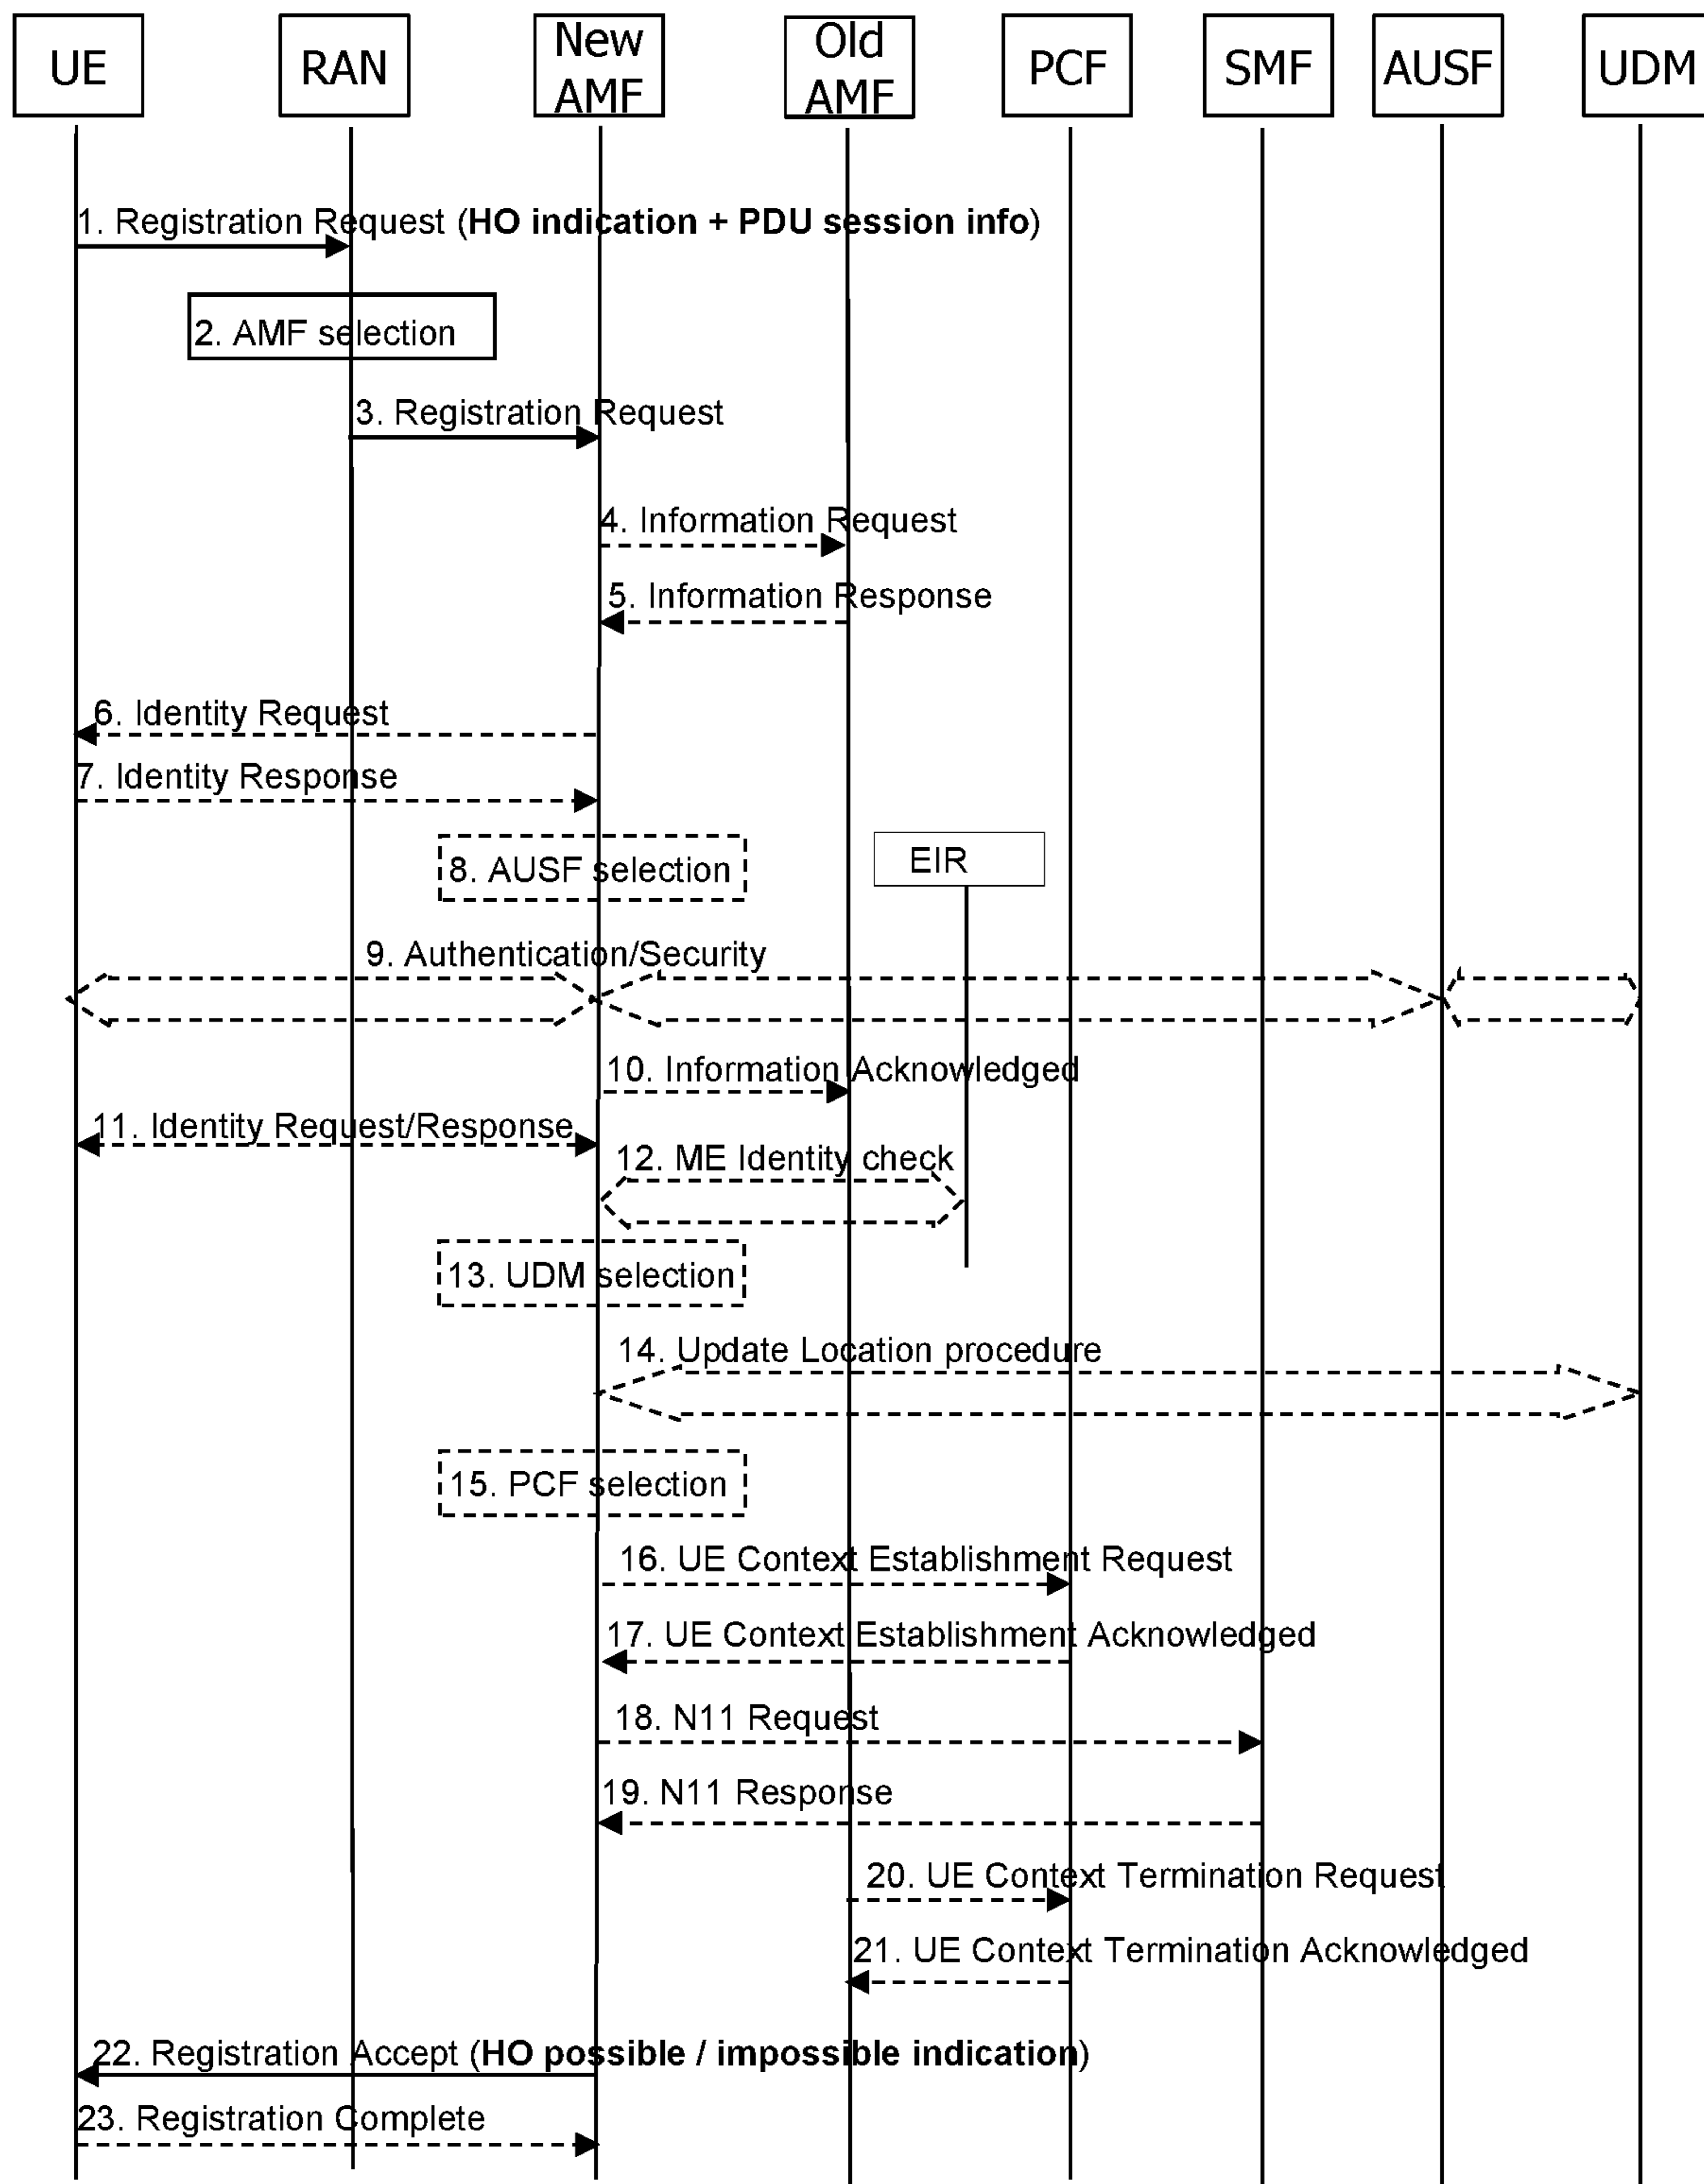 UE
RAN
New
AMF
Old
AMF
PCF
SMF
AUSF
UDM
1. Registration Request (HO indication + PDU session info)
2. AMF selection
3. Registration Request
4. Information Request
5. Information Response
6. Identity Request
7. Identity Response
8. AUSF selection
EIR
9. Authentication/Security
10. Information Acknowledged
11. Identity Request/Response
12. ME Identity check
13. UDM selection
14. Update Location procedure
15. PCF selection
16. UE Context Establishment Request
17. UE Context Establishment Acknowledged
18. N11 Request
19. N11 Response
20. UE Context Termination Request
21. UE Context Termination Acknowledged
22. Registration Accept (HO possible / impossible indication)
23. Registration Complete